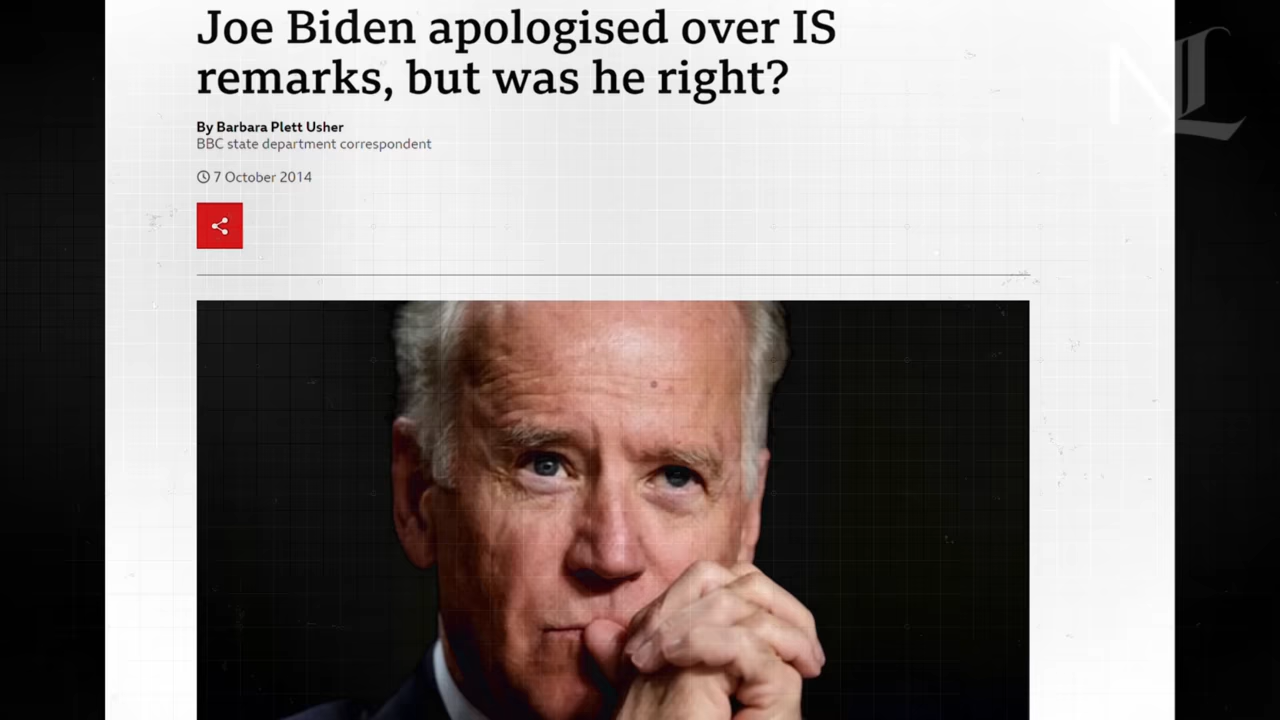 Joe Biden apologised over IS
remarks, but was he right?
By Barbara Plett Usher
BBC state department correspondent
7 October 2014
NL